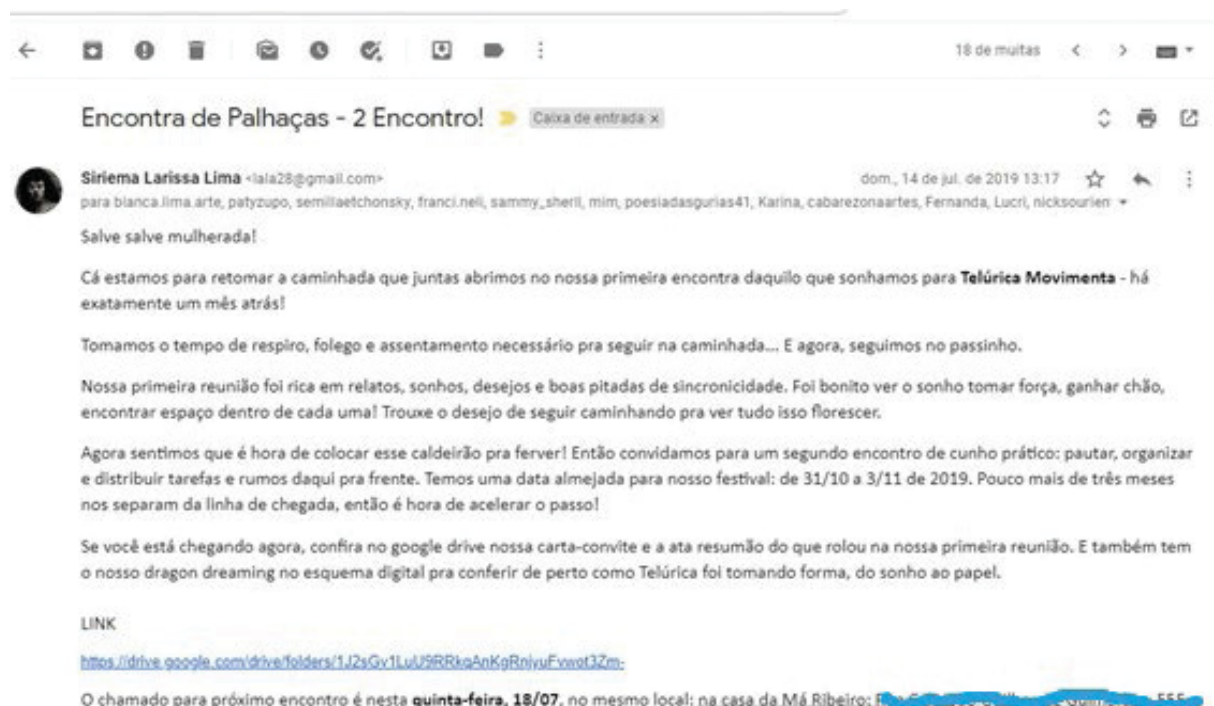 18 de muitas
Encontra de Palhaças - 2 Encontro!
Caixa de entrada x
Siriema Larissa Lima <lala28@gmail.com>
dom., 14 de jul. de 2019 13:17
para bianca.lima.arte, patyzupo, semillaetchonsky, franci.neli, sammy_sheril, mim, poesiadasgurias41, Karina, cabarezonaartes, Fernanda, Lucri, nicksourien
Salve salve mulherada!
Cá estamos para retomar a caminhada que juntas abrimos no nossa primeira encontra daquilo que sonhamos para Telúrica Movimenta - há
exatamente um mês atrás!
Tomamos o tempo de respiro, folego e assentamento necessário pra seguir na caminhada... E agora, seguimos no passinho.
Nossa primeira reunião foi rica em relatos, sonhos, desejos e boas pitadas de sincronicidade. Foi bonito ver o sonho tomar força, ganhar chão,
encontrar espaço dentro de cada uma! Trouxe o desejo de seguir caminhando pra ver tudo isso florescer.
Agora sentimos que é hora de colocar esse caldeirão pra ferver! Então convidamos para um segundo encontro de cunho prático: pautar, organizar
e distribuir tarefas e rumos daqui pra frente. Temos uma data almejada para nosso festival: de 31/10 a 3/11 de 2019. Pouco mais de três meses
nos separam da linha de chegada, então é hora de acelerar o passo!
Se você está chegando agora, confira no google drive nossa carta-convite e a ata resumão do que rolou na nossa primeira reunião. E também tem
o nosso dragon dreaming no esquema digital pra conferir de perto como Telúrica foi tomando forma, do sonho ao papel.
LINK
https://drive.google.com/drive/folders/1J2sGv1LuU9RRkqAnKgRnjyuFvwot3Zm-
O chamado para próximo encontro é nesta quinta-feira, 18/07, no mesmo local: na casa da Má Ribeiro: